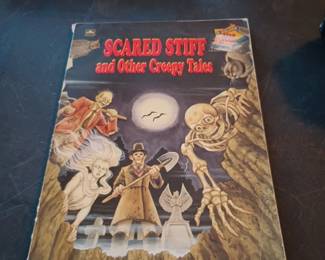 SCARED STIFF
and Other Creepy Tales